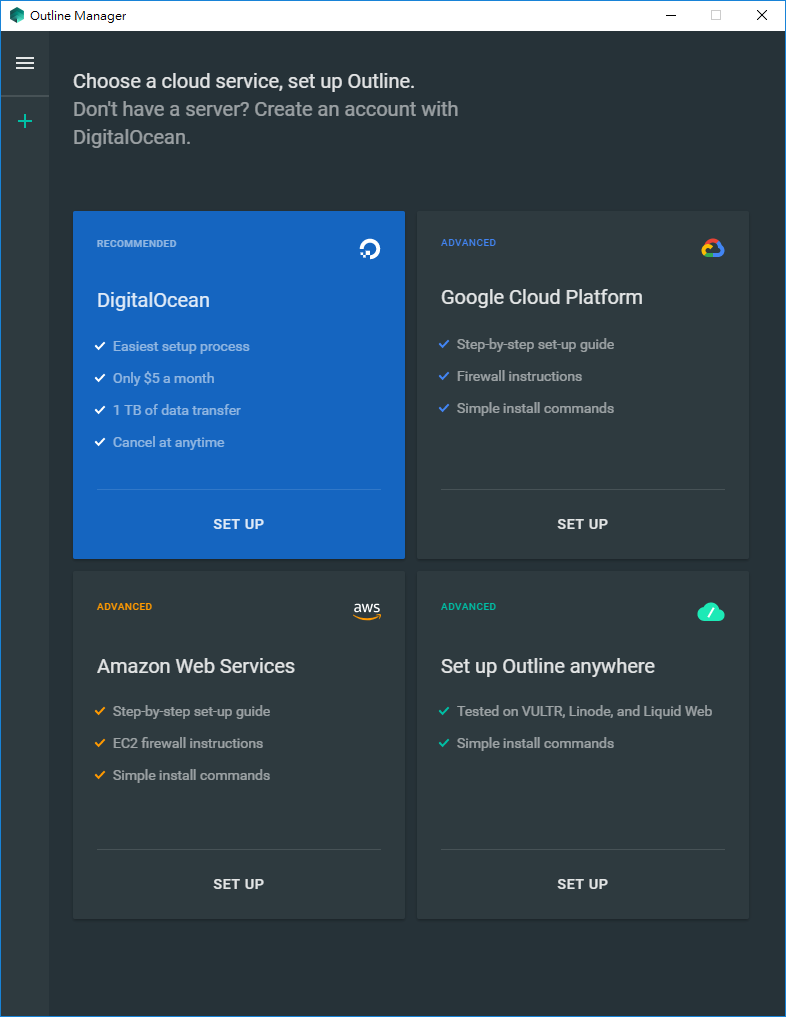 Outline Manager
Choose a cloud service, set up Outline.
Don't have a server? Create an account with
DigitalOcean.
RECOMMENDED
DigitalOcean
Easiest setup process
Only $5 a month
1 TB of data transfer
Cancel at anytime
SET UP
ADVANCED
Google Cloud Platform
Step-by-step set-up guide
Firewall instructions
Simple install commands
SET UP
ADVANCED
aws
Amazon Web Services
Step-by-step set-up guide
EC2 firewall instructions
Simple install commands
SET UP
ADVANCED
Set up Outline anywhere
Tested on VULTR, Linode, and Liquid Web
Simple install commands
SET UP